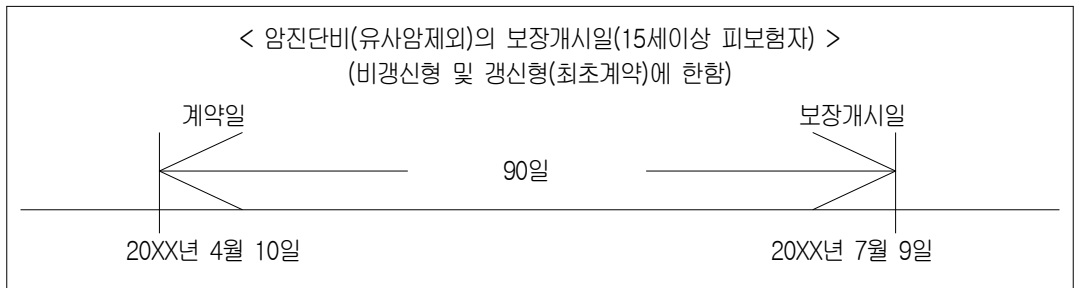 < 암진단비(유사암제외)의 보장개시일(15세이상 피보험자) >
(비갱신형 및 갱신형(최초계약)에 한함)
계약일 보장개시일
90일
20XX년 4월 10일 20XX년 7월 9일